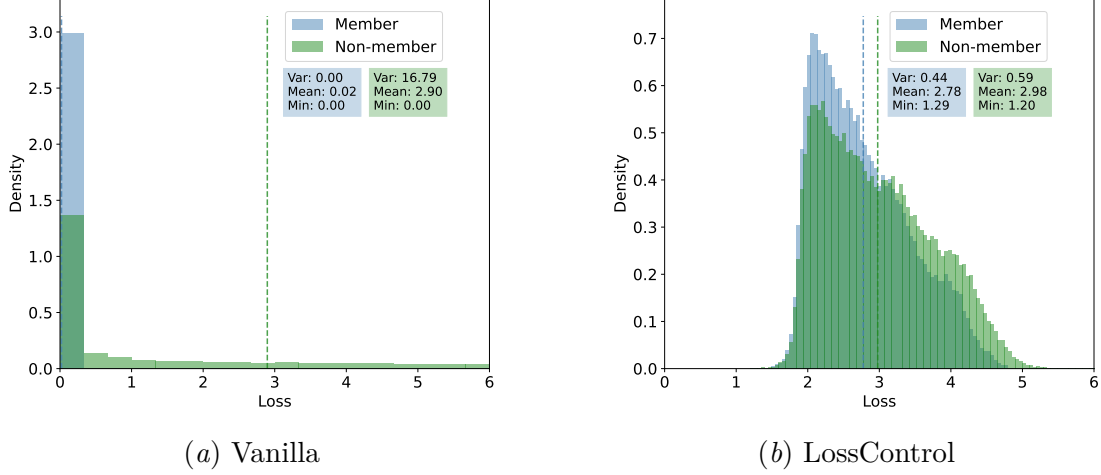 Member
Non-member
Var: 0.00
Mean: 0.02
Min: 0.00
Var: 16.79
Mean: 2.90
Min: 0.00
3.0
2.5
2.0
1.5
1.0
0.5
0.0
Density
0
1
2
3
4
5
6
Loss
(a) Vanilla
Member
Non-member
Var: 0.44
Mean: 2.78
Min: 1.29
Var: 0.59
Mean: 2.98
Min: 1.20
0.7
0.6
0.5
0.4
0.3
0.2
0.1
0.0
Density
0
1
2
3
4
5
6
Loss
(b) LossControl